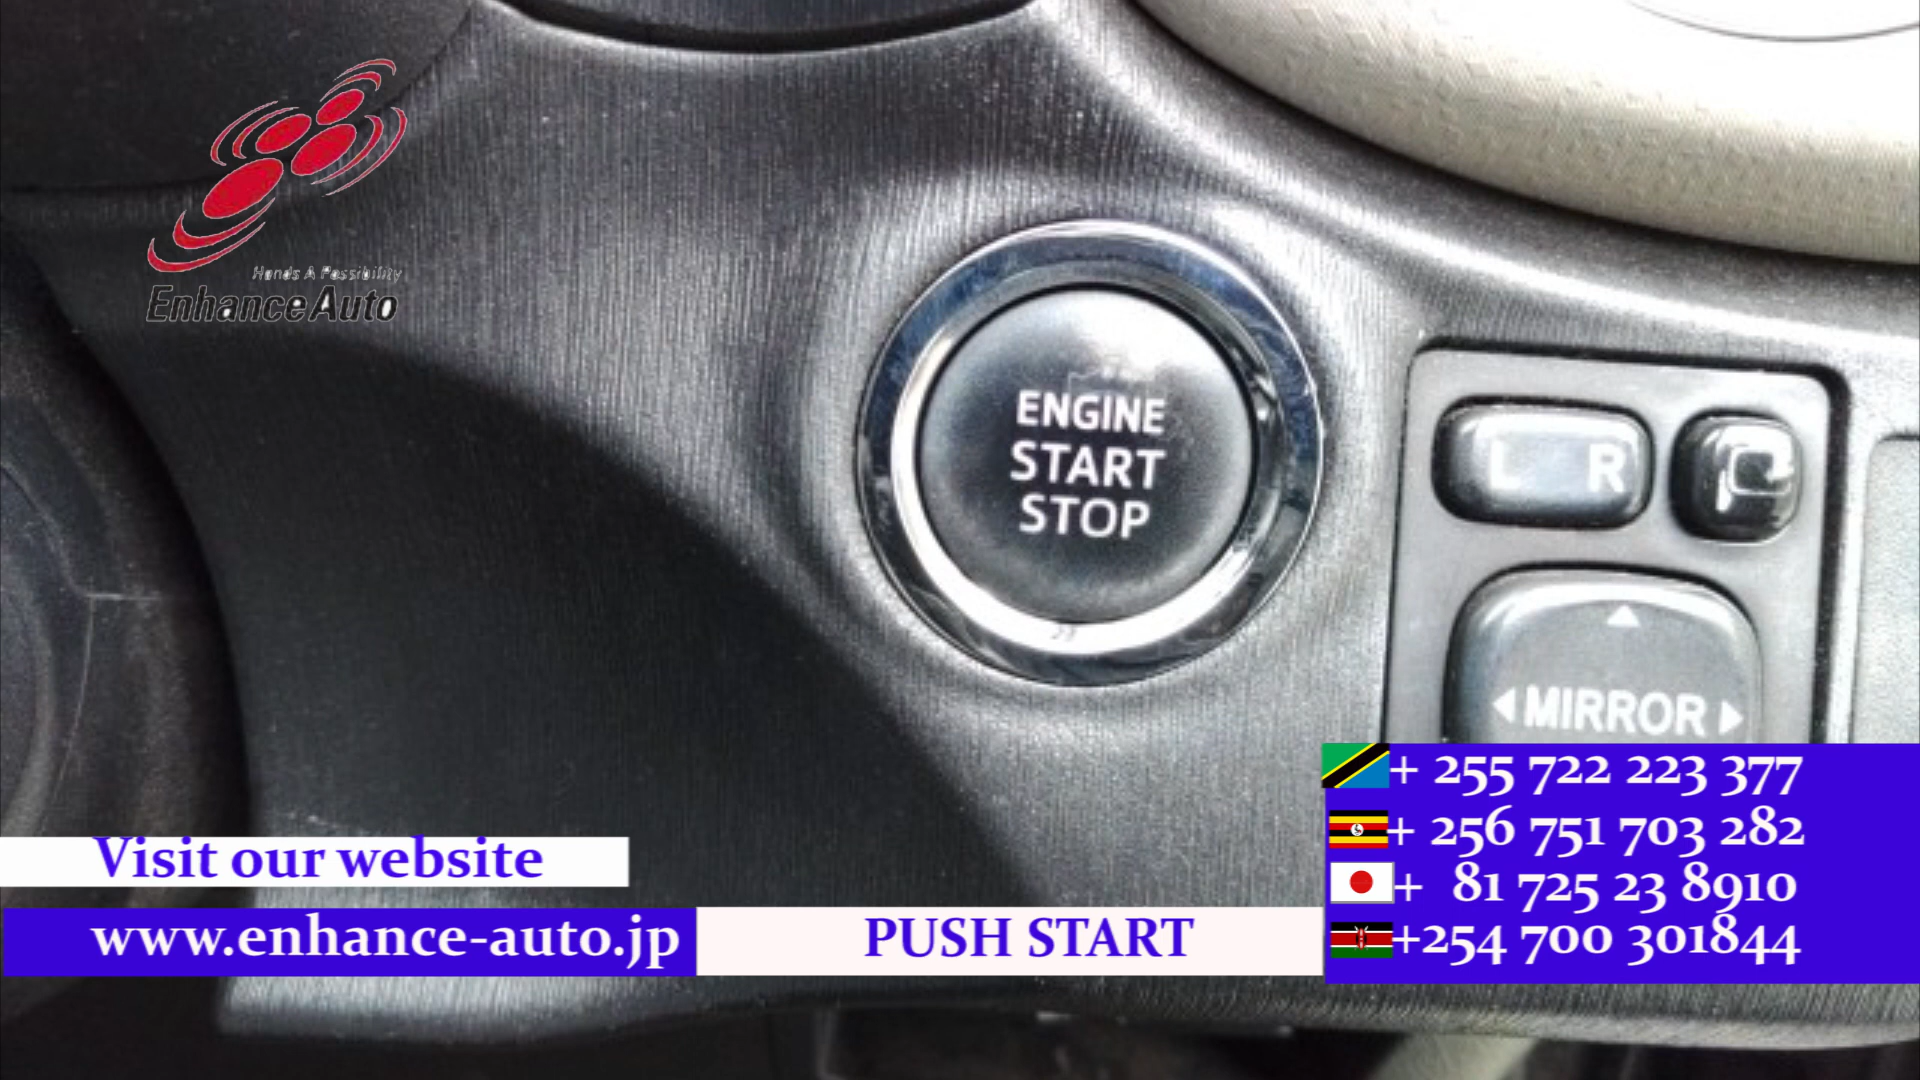 Hands A Possibility
EnhanceAuto
ENGINE
START
STOP
L R
MIRROR
+ 255 722 223 377
+ 256 751 703 282
+ 81 725 23 8910
+254 700 301844
Visit our website
www.enhance-auto.jp
PUSH START